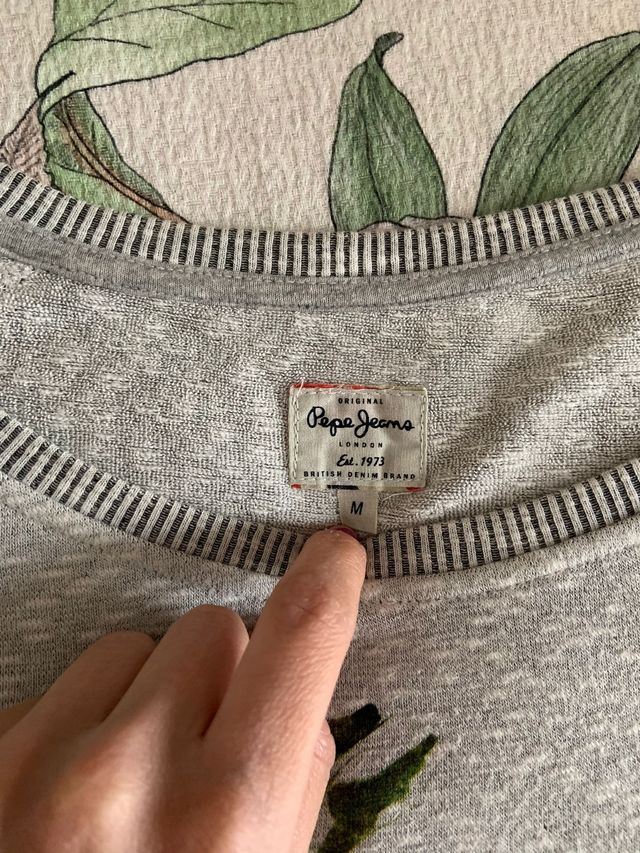 ORIGINAL
Pepe Jeans
LONDON
Est. 1973
BRITISH DENIM BRAND
M